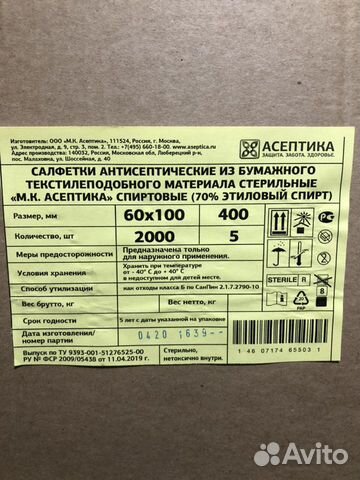 Изготовитель: ООО «М.К. Асептика», 111524, Россия, г. Москва,
ул. Электродная, д. 9, стр. 3, пом. 2. Тел.: +7(495) 660-18-00. www.aseptica.ru
Адрес производства: 140032, Россия, Московская обл, Люберецкий р-н,
пос. Малаховка, ул. Шоссейная, д. 40
АСЕПТИКА
ЗАЩИТА. ЗАБОТА. ЗДОРОВЬЕ.
САЛФЕТКИ АНТИСЕПТИЧЕСКИЕ ИЗ БУМАЖНОГО
ТЕКСТИЛЕПОДОБНОГО МАТЕРИАЛА СТЕРИЛЬНЫЕ
«М.К. АСЕПТИКА» СПИРТОВЫЕ (70% ЭТИЛОВЫЙ СПИРТ)
Размер, мм 60x100 400
Количество, шт 2000 5
Меры предосторожности Предназначена только для наружного применения.
Условия хранения Хранить при температуре от - 40° С до + 40° С в недоступном для детей месте.
STERILE R
Способ утилизации как отходы класса Б по СанПин 2.1.7.2790-10
8
Вес брутто, кг Вес нетто, кг
PAP
Срок годности 5 лет с даты указанной на упаковке
Дата изготовления/ номер партии 0420 1639--
Выпуск по ТУ 9393-001-51276525-00
РУ № ФСР 2009/05438 от 11.04.2019 г.
Стерильно,
нетоксично внутри.
1 46 07174 65503 1
Avito